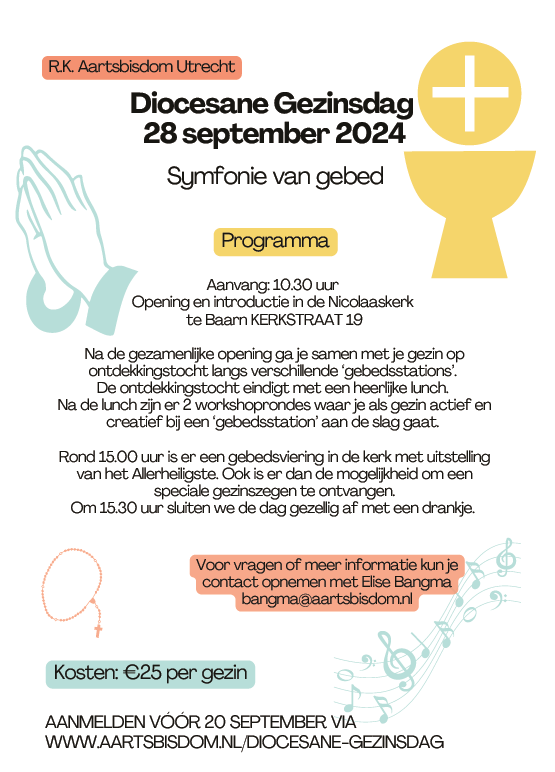 R.K. Aartsbisdom Utrecht
Diocesane Gezinsdag
28 september 2024
Symfonie van gebed
Programma
Aanvang: 10.30 uur
Opening en introductie in de Nicolaaskerk
te Baarn KERKSTRAAT 19
Na de gezamenlijke opening ga je samen met je gezin op
ontdekkingstocht langs verschillende ‘gebedsstations’.
De ontdekkingstocht eindigt met een heerlijke lunch.
Na de lunch zijn er 2 workshoprondes waar je als gezin actief en
creatief bij een ‘gebedsstation’ aan de slag gaat.
Rond 15.00 uur is er een gebedsviering in de kerk met uitstelling
van het Allerheiligste. Ook is er dan de mogelijkheid om een
speciale gezinszegen te ontvangen.
Om 15.30 uur sluiten we de dag gezellig af met een drankje.
Voor vragen of meer informatie kun je
contact opnemen met Elise Bangma
bangma@aartsbisdom.nl
Kosten: €25 per gezin
AANMELDEN VÓÓR 20 SEPTEMBER VIA
WWW.AARTSBISDOM.NL/DIOCESANE-GEZINSDAG